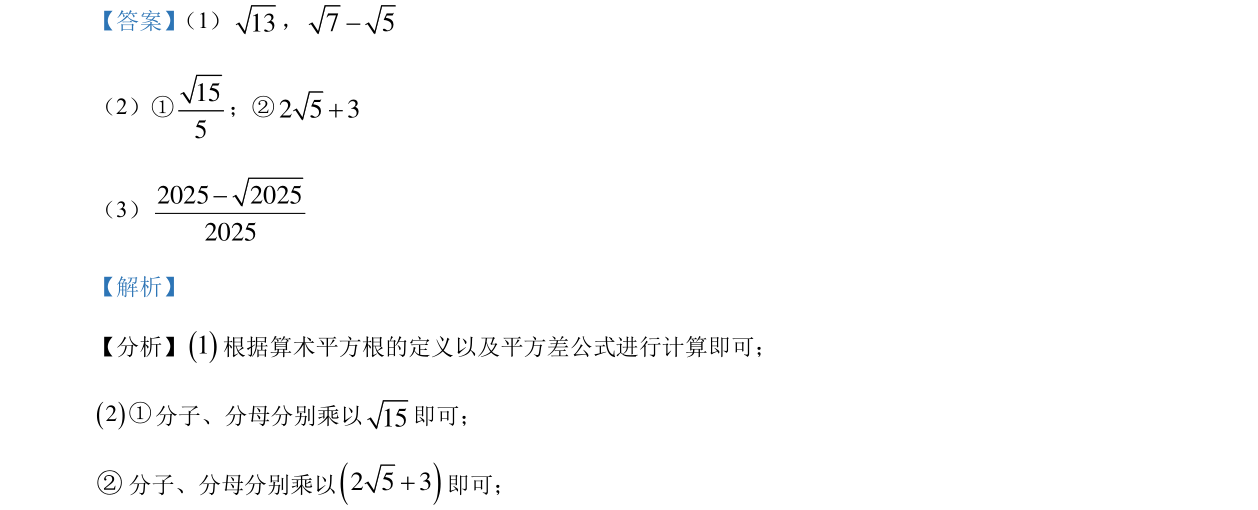 【答案】（1）√13，√7−√5
（2）①√15/5；②2√5+3
（3）(2025−√2025)/2025
【解析】
【分析】(1)根据算术平方根的定义以及平方差公式进行计算即可；
(2)①分子、分母分别乘以√15即可；
② 分子、分母分别乘以(2√5+3)即可；